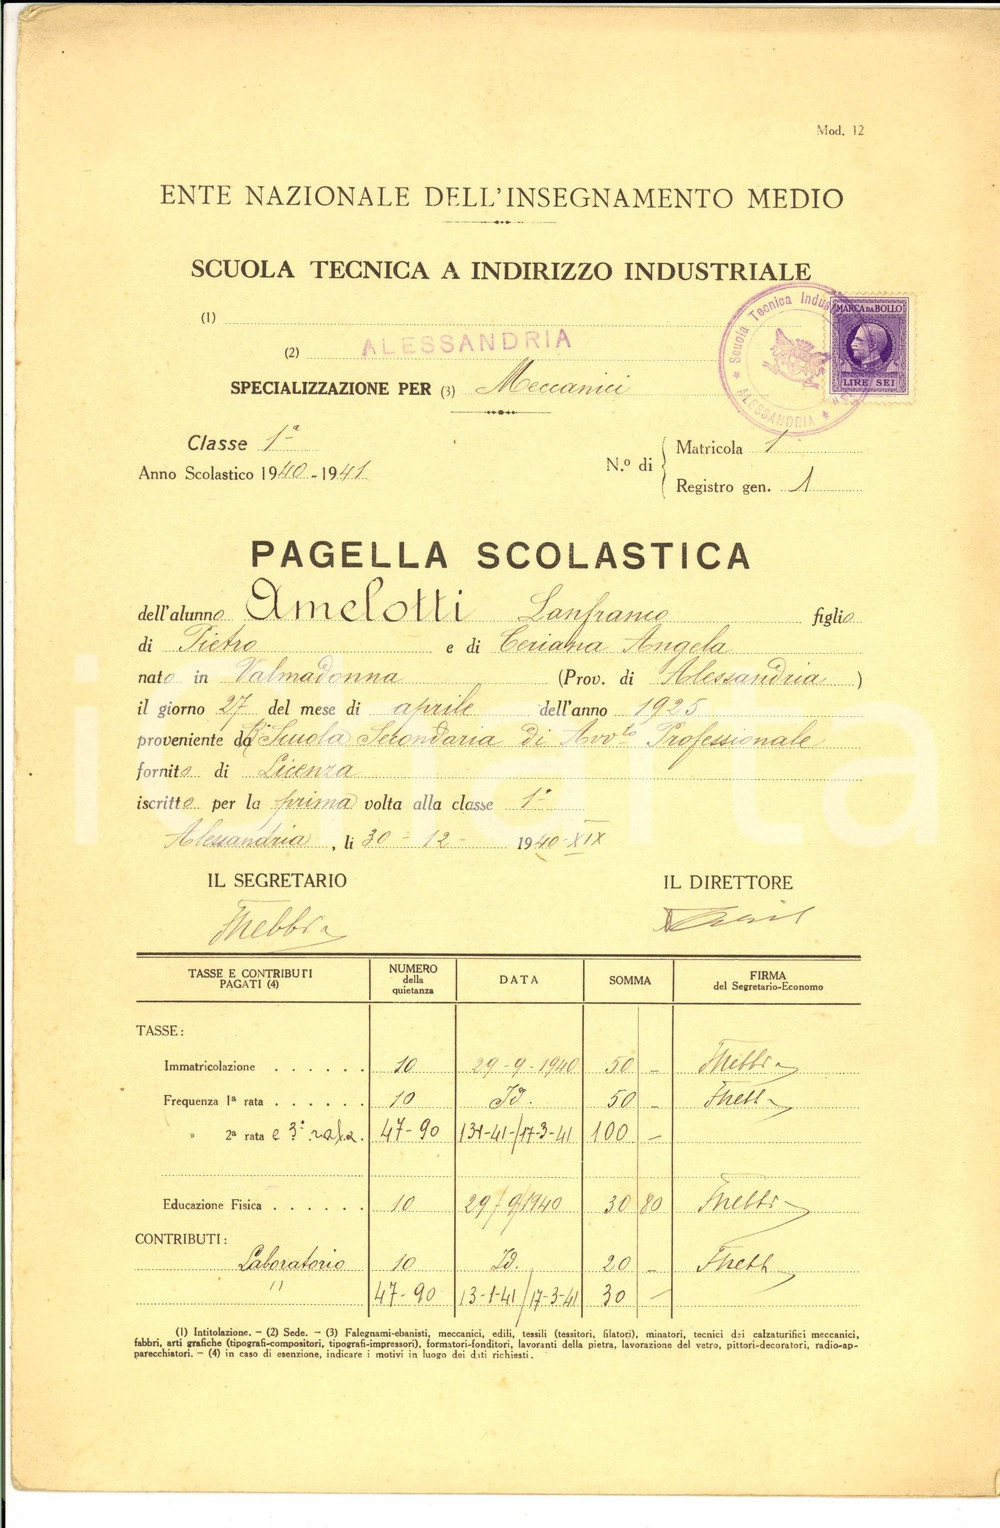 Mod. 12
ENTE NAZIONALE DELL'INSEGNAMENTO MEDIO
SCUOLA TECNICA A INDIRIZZO INDUSTRIALE
(1)
(2) ALESSANDRIA
Scuola Tecnica Indus
ALESSANDRIA
MARCA DA BOLLO
LIRE SEI
SPECIALIZZAZIONE PER (3) Meccanici
Classe 1ª
Anno Scolastico 1940-1941
N.º di
Matricola 1
Registro gen. 1
PAGELLA SCOLASTICA
dell'alunno Amelotti Lanfranco figlio
di Pietro e di Ceriana Angela
nato in Valmadonna (Prov. di Alessandria )
il giorno 27 del mese di aprile dell'anno 1925
proveniente da Scuola Secondaria di Avv.to Professionale
fornito di Licenza
iscritto per la prima volta alla classe 1ª
Alessandria, li 30 - 12 - 1940-XIX
IL SEGRETARIO IL DIRETTORE
TASSE E CONTRIBUTI PAGATI (4) NUMERO della quietanza DATA SOMMA FIRMA del Segretario-Economo
TASSE:
Immatricolazione . . . . . . 10 29-9-1940 50 -
Frequenza 1ª rata . . . . . . 10 Id. 50 -
» 2ª rata e 3ª rata. 47-90 13-1-41/17-3-41 100 -
Educazione Fisica . . . . . . 10 29/9/1940 30 80
CONTRIBUTI:
Laboratorio 10 Id. 20 -
" 47-90 13-1-41/17-3-41 30 -
(1) Intitolazione. - (2) Sede. - (3) Falegnami-ebanisti, meccanici, edili, tessili (tessitori, filatori), minatori, tecnici dei calzaturifici meccanici,
fabbri, arti grafiche (tipografi-compositori, tipografi-impressori), formatori-fonditori, lavoranti della pietra, lavorazione del vetro, pittori-decoratori, radio-ap-
parecchiatori. - (4) in caso di esenzione, indicare i motivi in luogo dei dati richiesti.